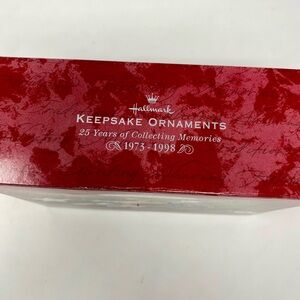 Hallmark
KEEPSAKE ORNAMENTS
25 Years of Collecting Memories
1973-1998